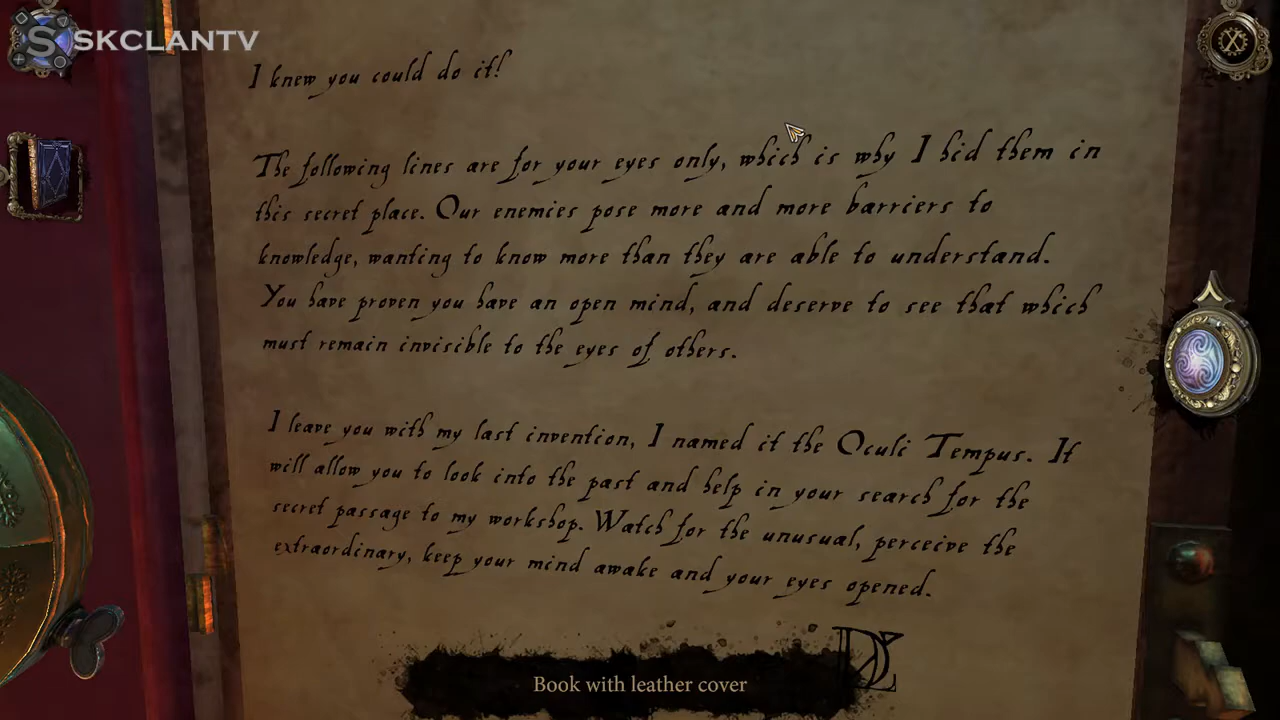 SKCLANTV
I knew you could do it!
The following lines are for your eyes only, which is why I hid them in
this secret place. Our enemies pose more and more barriers to
knowledge, wanting to know more than they are able to understand.
You have proven you have an open mind, and deserve to see that which
must remain invisible to the eyes of others.
I leave you with my last invention, I named it the Oculi Tempus. It
will allow you to look into the past and help in your search for the
secret passage to my workshop. Watch for the unusual, perceive the
extraordinary, keep your mind awake and your eyes opened.
Book with leather cover